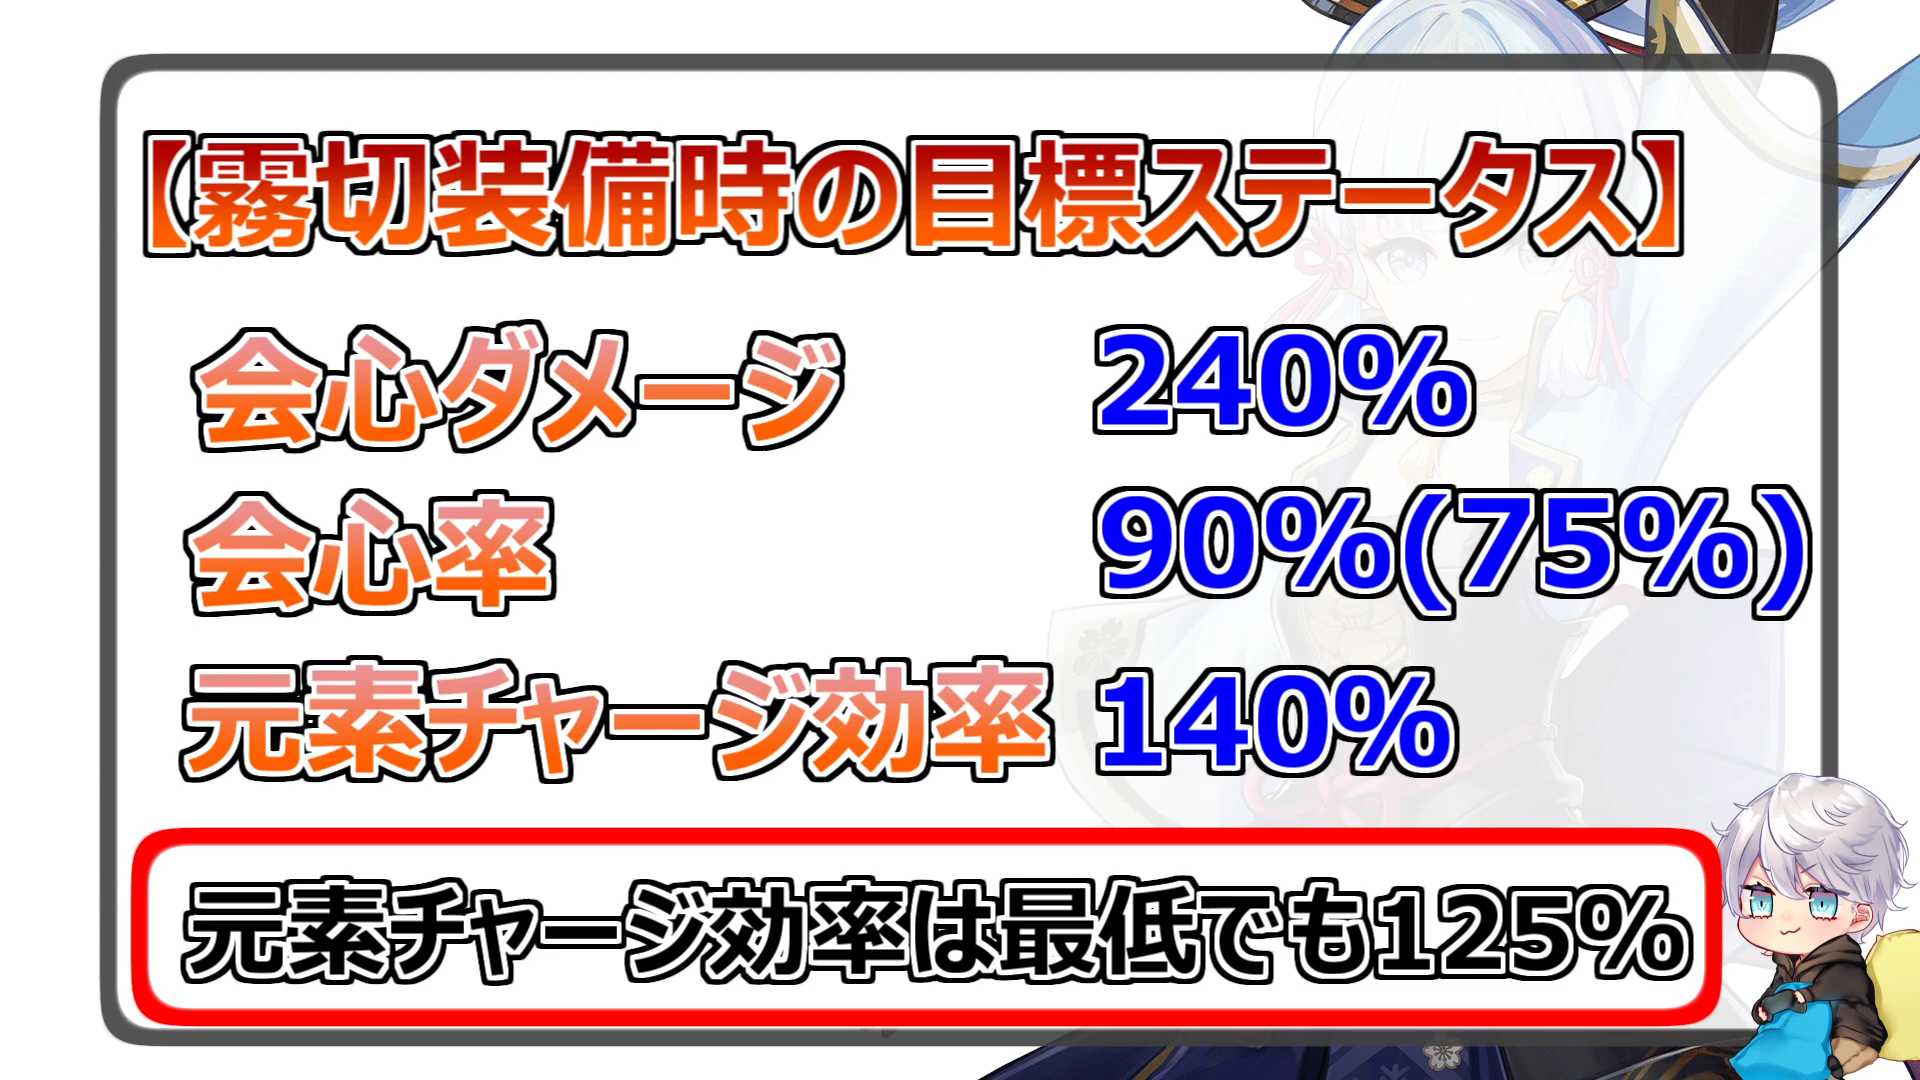 【霧切装備時の目標ステータス】
会心ダメージ 240%
会心率 90%(75%)
元素チャージ効率 140%
元素チャージ効率は最低でも125%